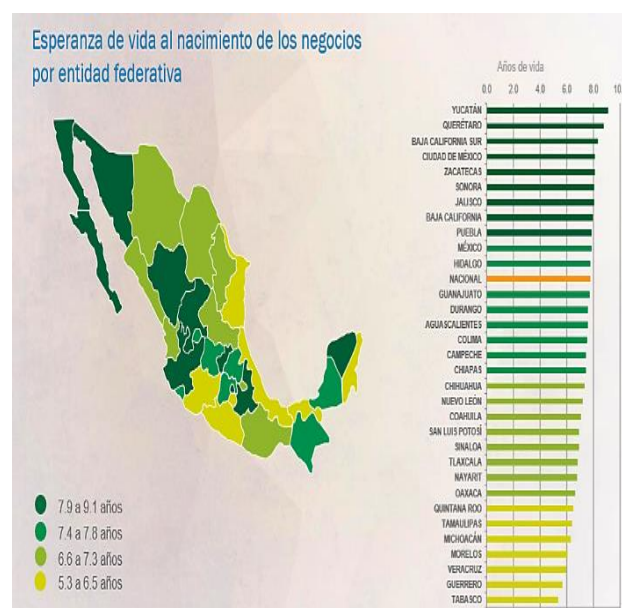 Esperanza de vida al nacimiento de los negocios
por entidad federativa
Años de vida
0.0 2.0 4.0 6.0 8.0 10.
YUCATÁN
QUERÉTARO
BAJA CALIFORNIA SUR
CIUDAD DE MÉXICO
ZACATECAS
SONORA
JALISCO
BAJA CALIFORNIA
PUEBLA
MÉXICO
HIDALGO
NACIONAL
GUANAJUATO
DURANGO
AGUASCALIENTES
COLIMA
CAMPECHE
CHIAPAS
CHIHUAHUA
NUEVO LEÓN
COAHUILA
SAN LUIS POTOSÍ
SINALOA
TLAXCALA
NAYARIT
OAXACA
QUINTANA ROO
TAMAULIPAS
MICHOACÁN
MORELOS
VERACRUZ
GUERRERO
TABASCO
7.9 a 9.1 años
7.4 a 7.8 años
6.6 a 7.3 años
5.3 a 6.5 años